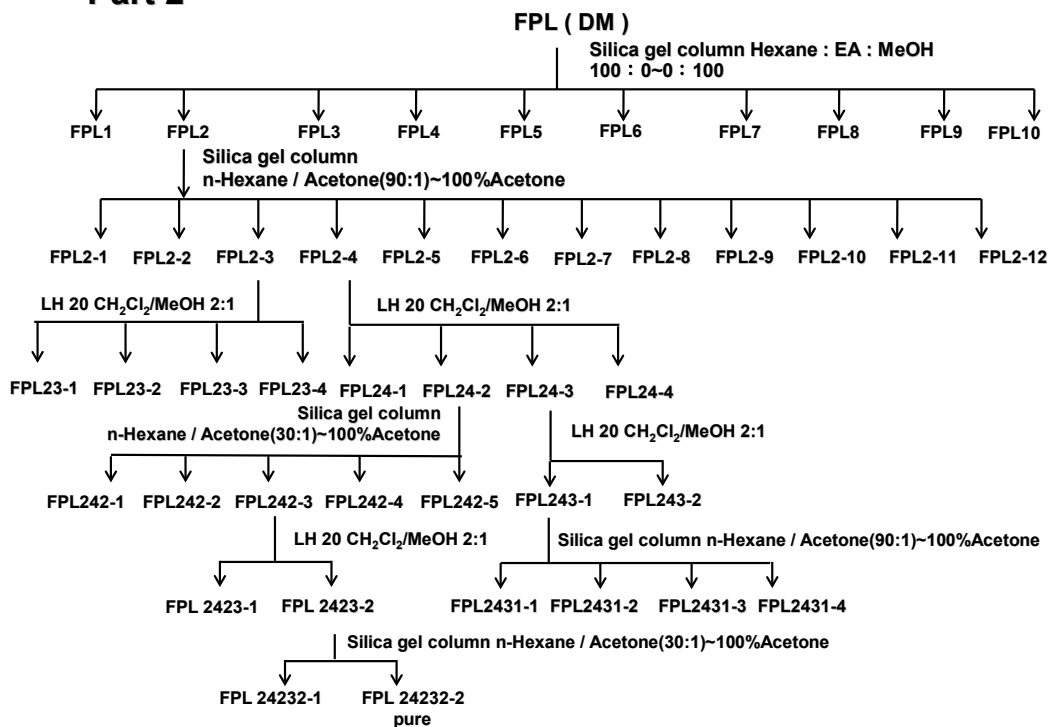 Part 2
FPL ( DM )
Silica gel column Hexane : EA : MeOH
100 : 0~0 : 100
FPL1 FPL2 FPL3 FPL4 FPL5 FPL6 FPL7 FPL8 FPL9 FPL10
Silica gel column
n-Hexane / Acetone(90:1)~100%Acetone
FPL2-1 FPL2-2 FPL2-3 FPL2-4 FPL2-5 FPL2-6 FPL2-7 FPL2-8 FPL2-9 FPL2-10 FPL2-11 FPL2-12
LH 20 CH₂Cl₂/MeOH 2:1 LH 20 CH₂Cl₂/MeOH 2:1
FPL23-1 FPL23-2 FPL23-3 FPL23-4 FPL24-1 FPL24-2 FPL24-3 FPL24-4
Silica gel column
n-Hexane / Acetone(30:1)~100%Acetone LH 20 CH₂Cl₂/MeOH 2:1
FPL242-1 FPL242-2 FPL242-3 FPL242-4 FPL242-5 FPL243-1 FPL243-2
LH 20 CH₂Cl₂/MeOH 2:1 Silica gel column n-Hexane / Acetone(90:1)~100%Acetone
FPL 2423-1 FPL 2423-2 FPL2431-1 FPL2431-2 FPL2431-3 FPL2431-4
Silica gel column n-Hexane / Acetone(30:1)~100%Acetone
FPL 24232-1 FPL 24232-2
pure